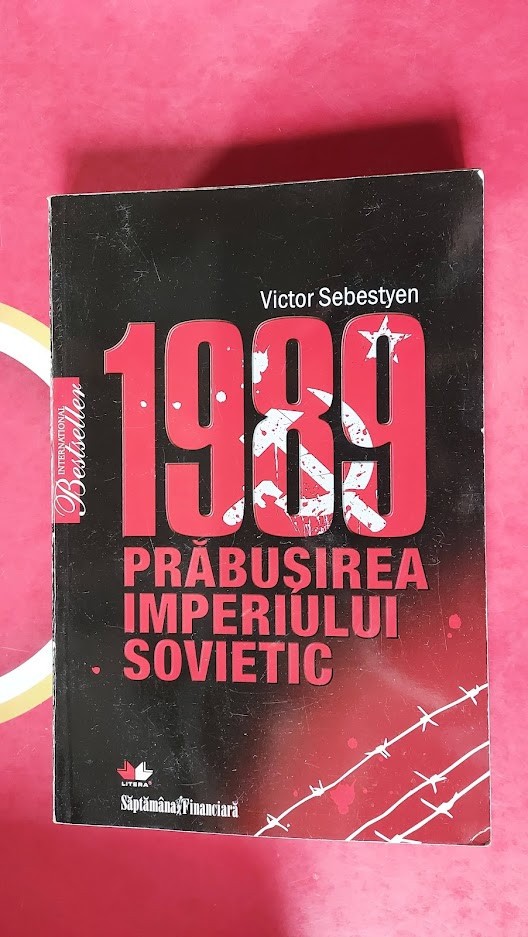 Victor Sebestyen
1989
INTERNATIONAL
Bestseller
PRĂBUȘIREA
IMPERIULUI
SOVIETIC
LITERA®
Săptămâna Financiară